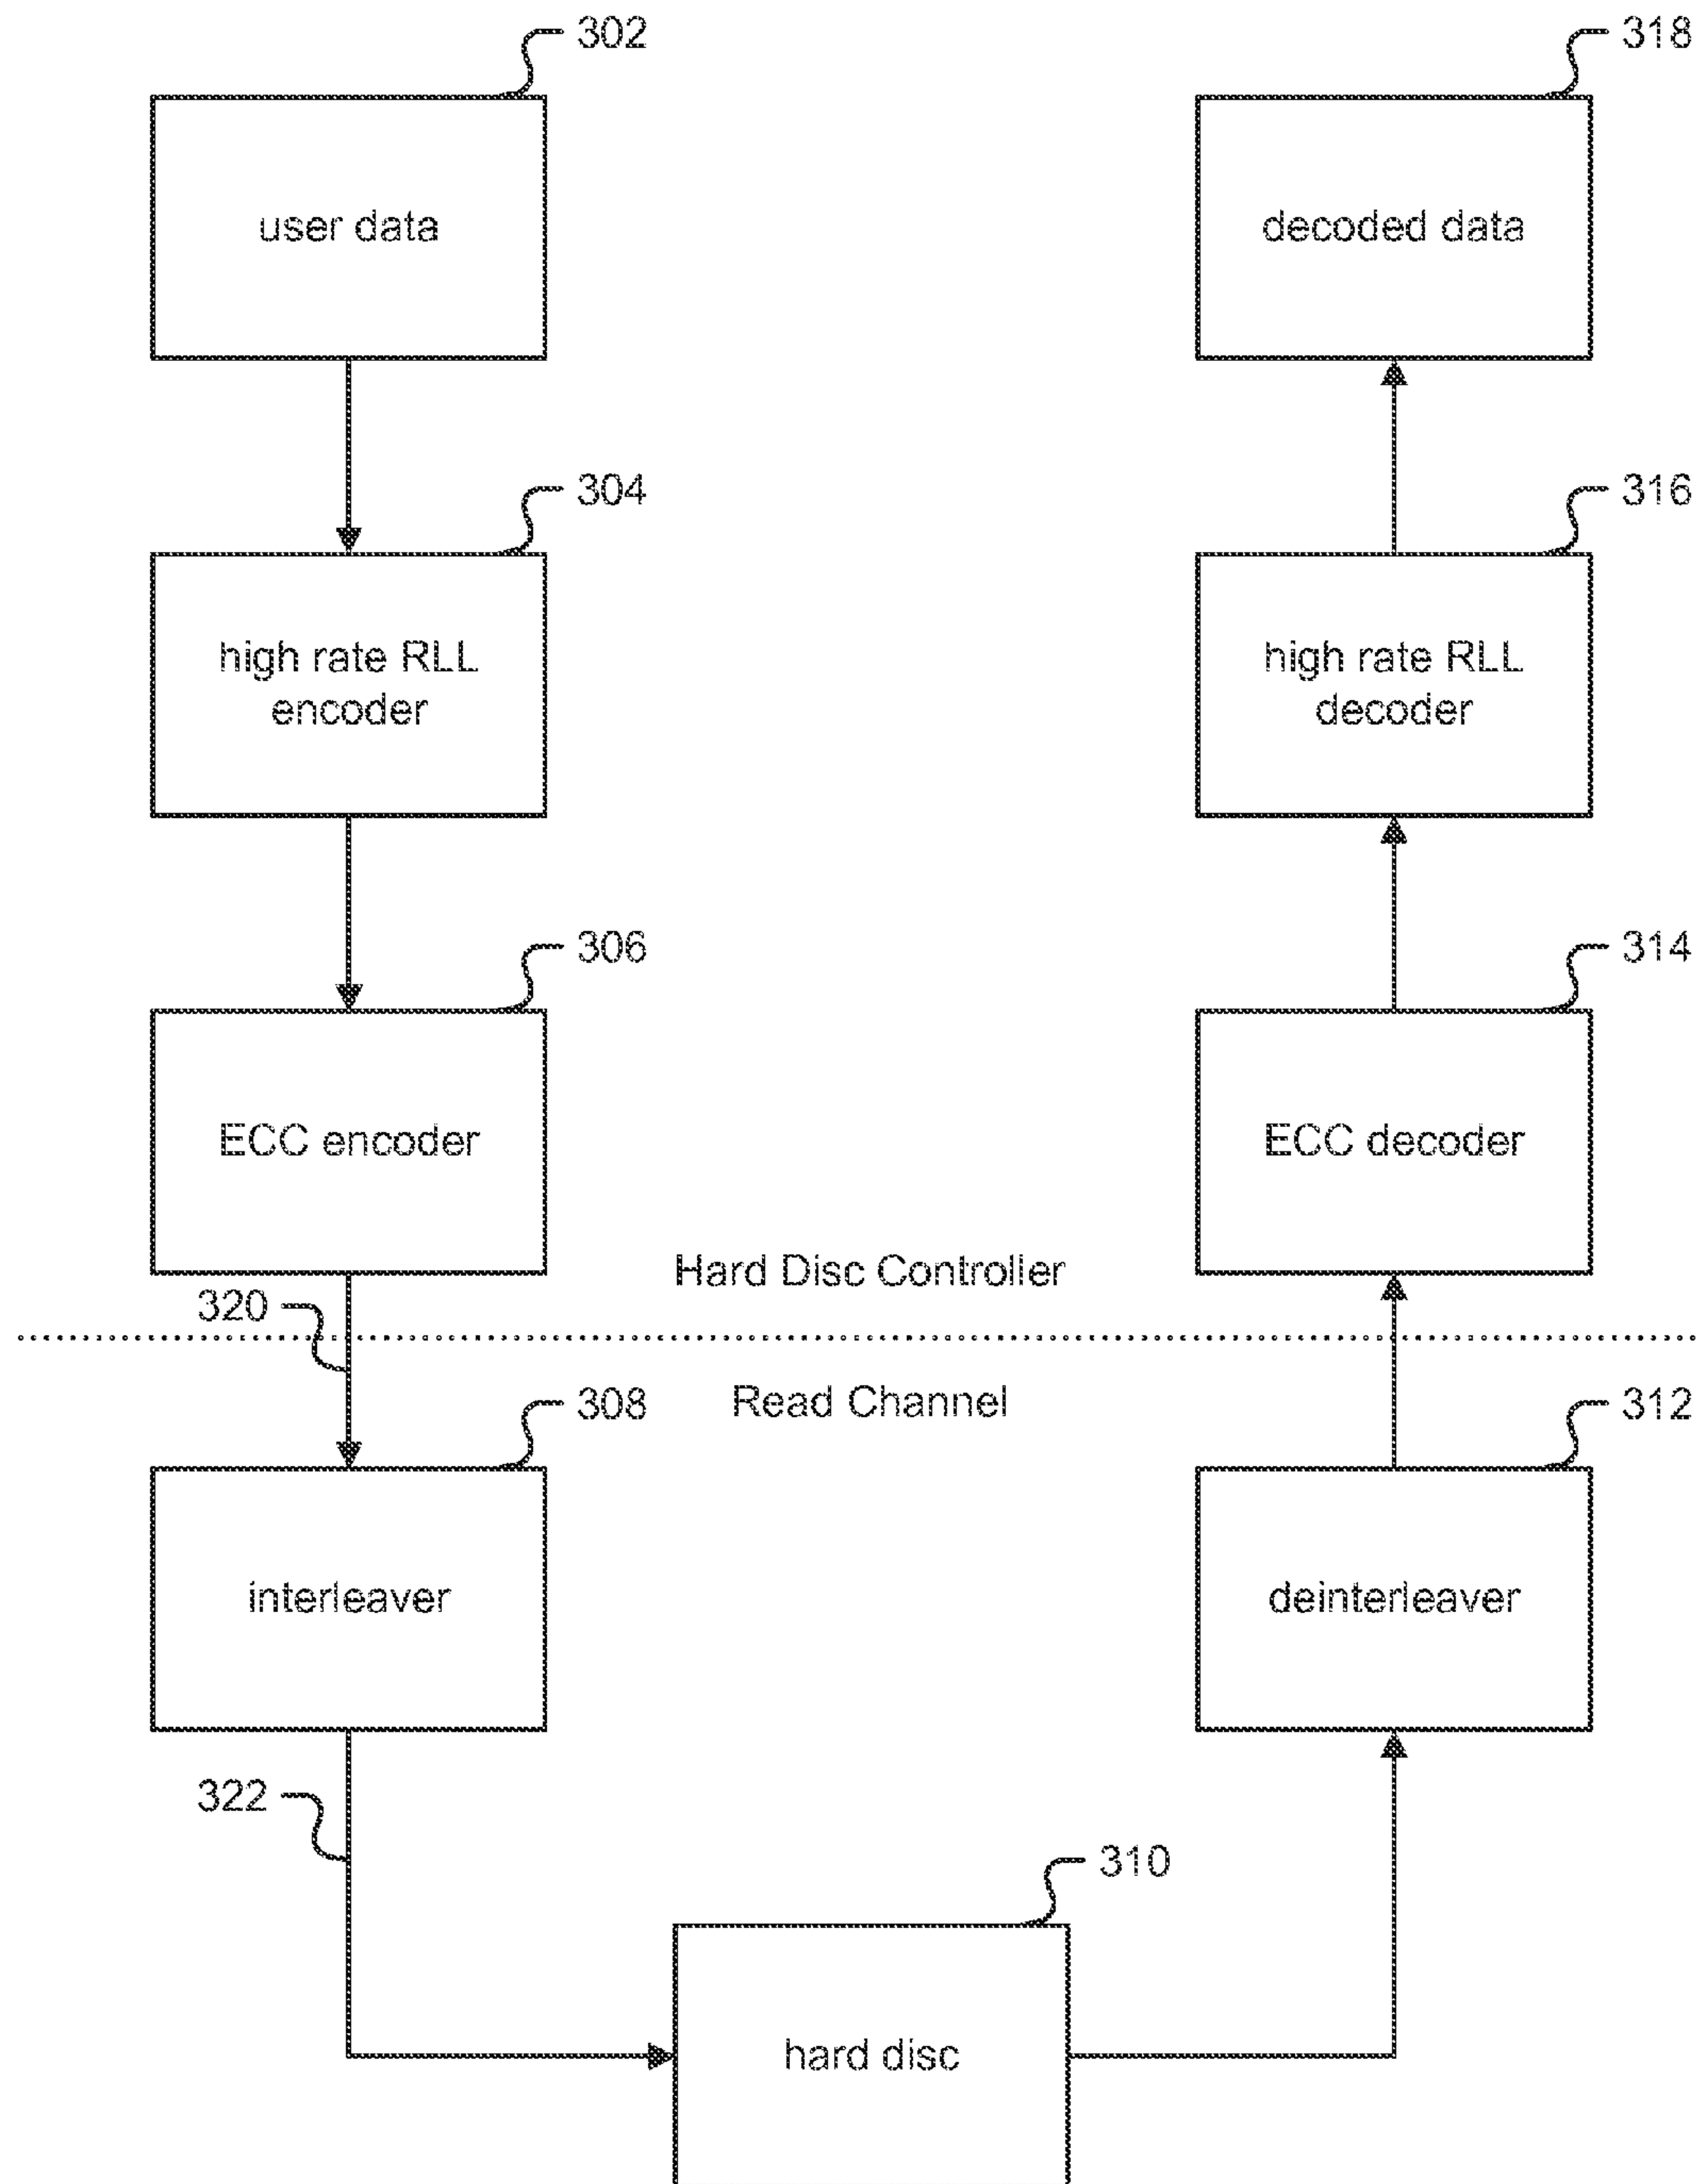 302
318
user data
decoded data
304
316
high rate RLL
encoder
high rate RLL
decoder
306
314
ECC encoder
ECC decoder
Hard Disc Controller
320
Read Channel
308
312
interleaver
deinterleaver
322
310
hard disc